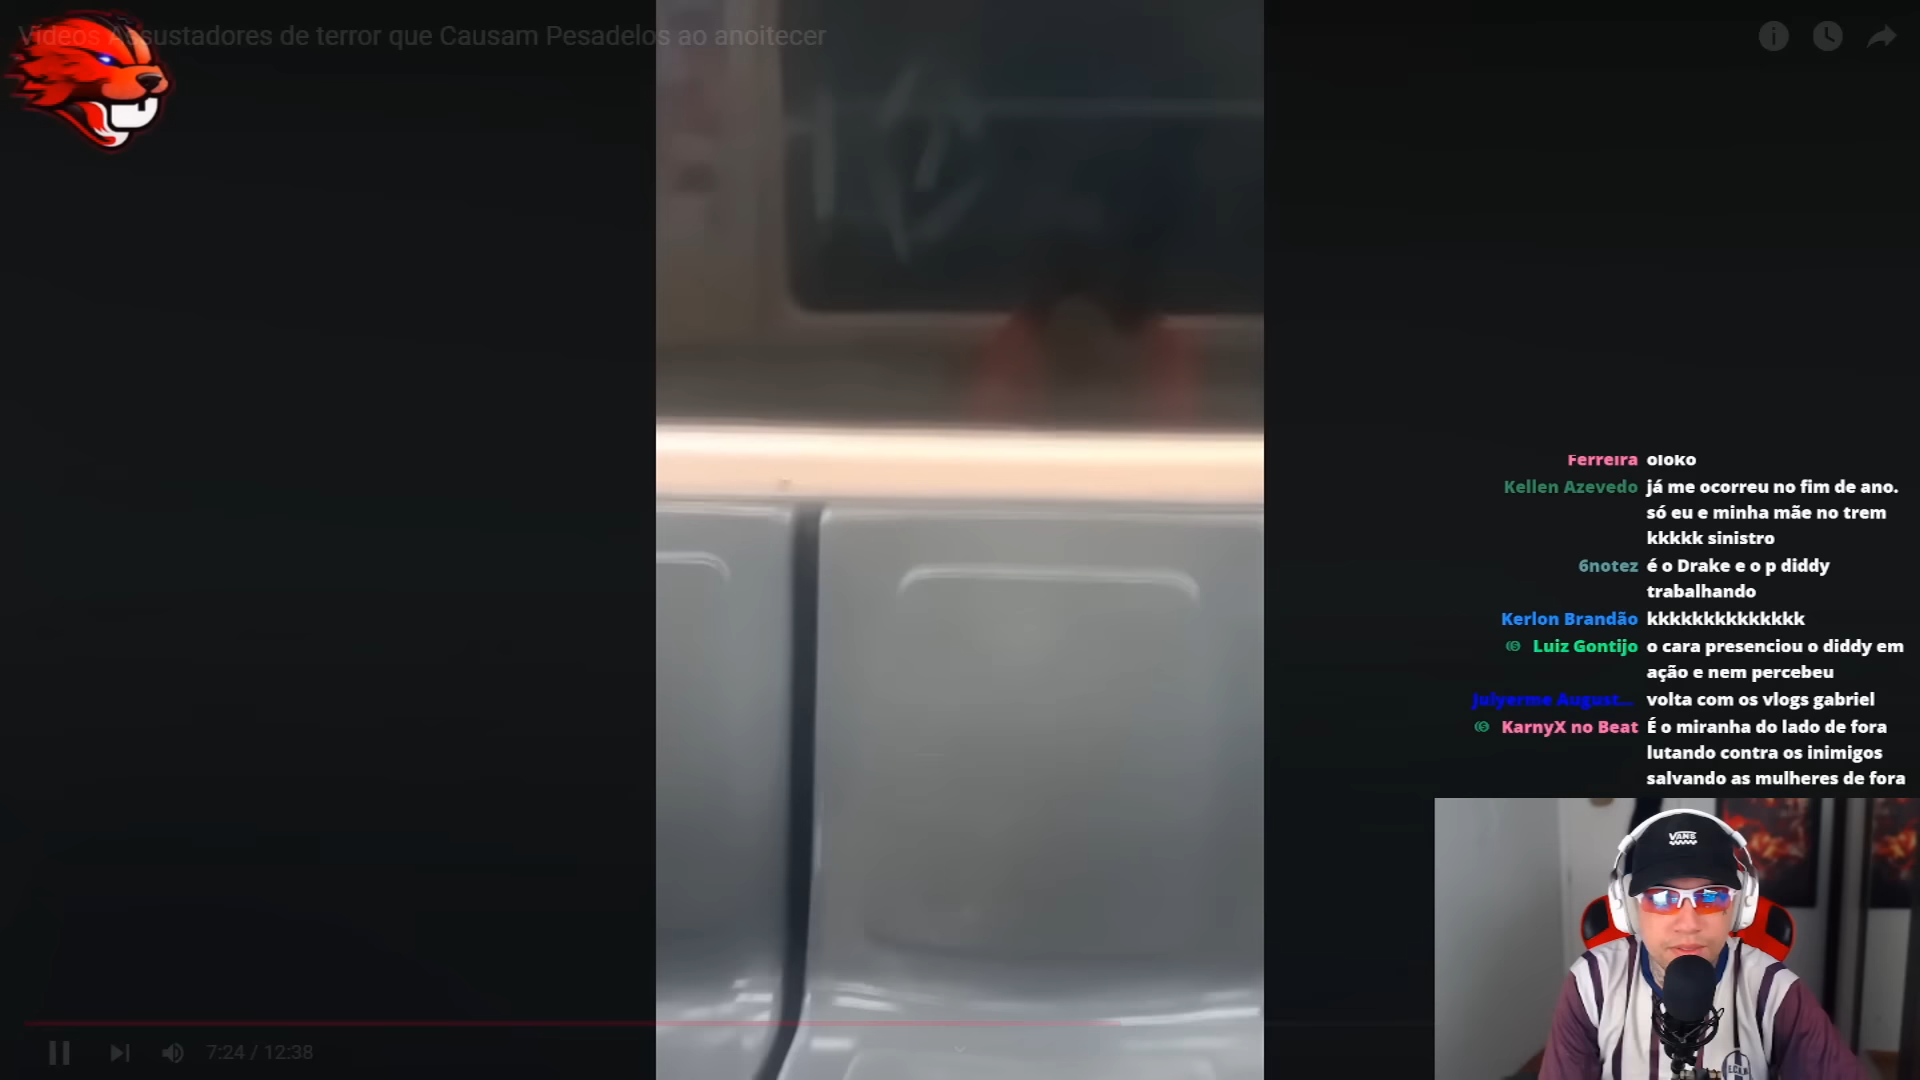 Vídeos Assustadores de terror que Causam Pesadelos ao anoitecer
Ferreira oloko
Kellen Azevedo já me ocorreu no fim de ano.
só eu e minha mãe no trem
kkkkk sinistro
6notez é o Drake e o p diddy
trabalhando
Kerlon Brandão kkkkkkkkkkkkkk
Luiz Gontijo o cara presenciou o diddy em
ação e nem percebeu
Julyerme August... volta com os vlogs gabriel
KarnyX no Beat É o miranha do lado de fora
lutando contra os inimigos
salvando as mulheres de fora
VANS
7:24 / 12:38